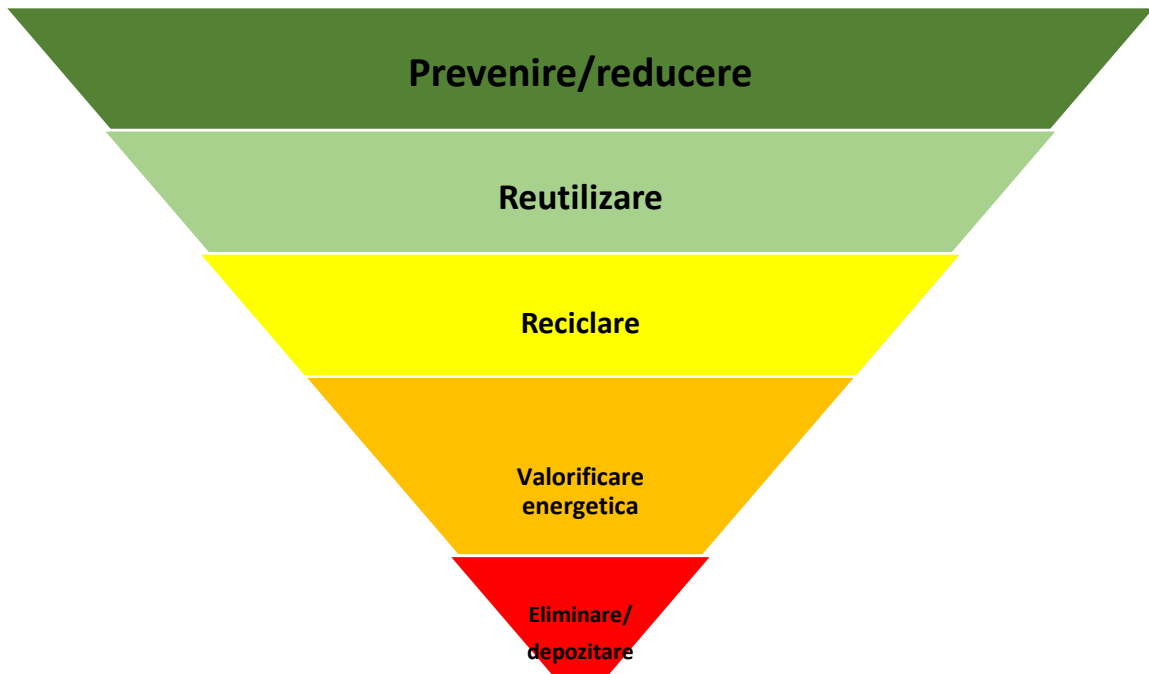 Prevenire/reducere
Reutilizare
Reciclare
Valorificare
energetica
Eliminare/
depozitare